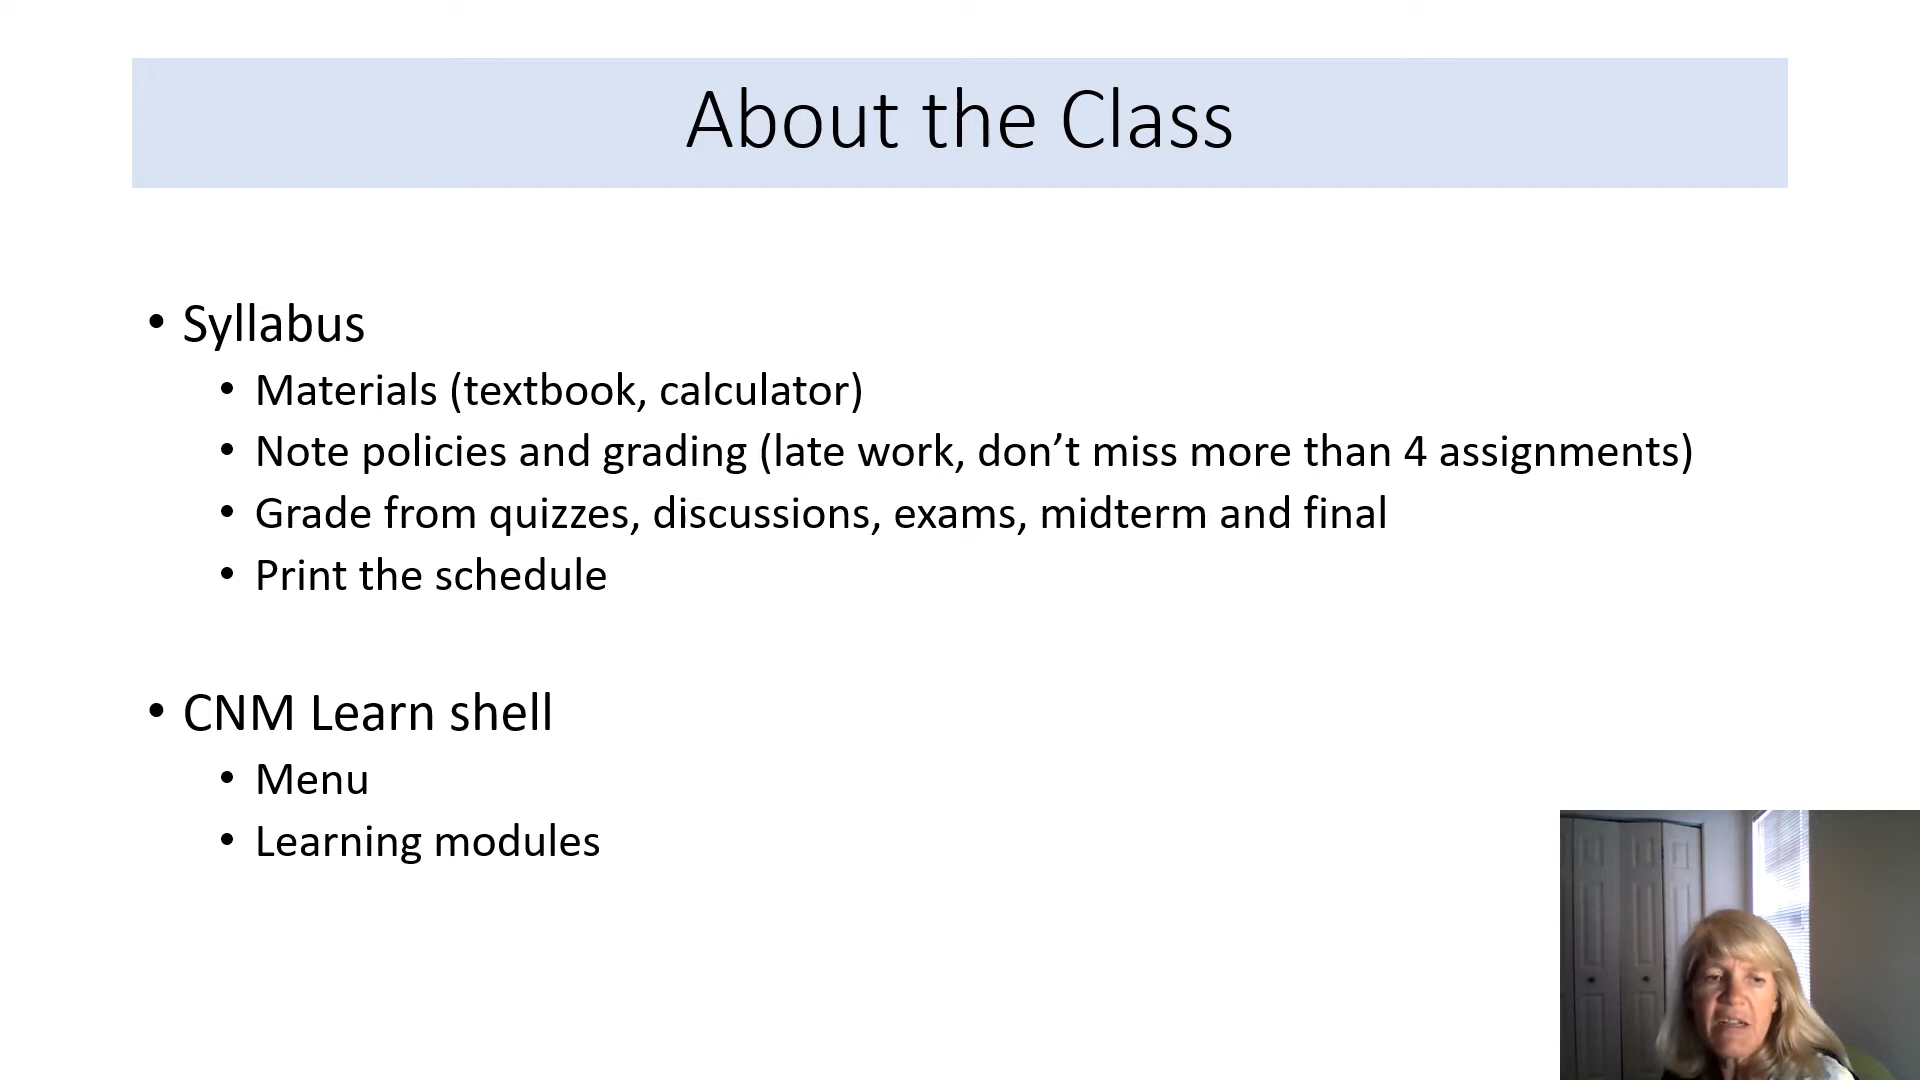 About the Class
• Syllabus
• Materials (textbook, calculator)
• Note policies and grading (late work, don’t miss more than 4 assignments)
• Grade from quizzes, discussions, exams, midterm and final
• Print the schedule
• CNM Learn shell
• Menu
• Learning modules